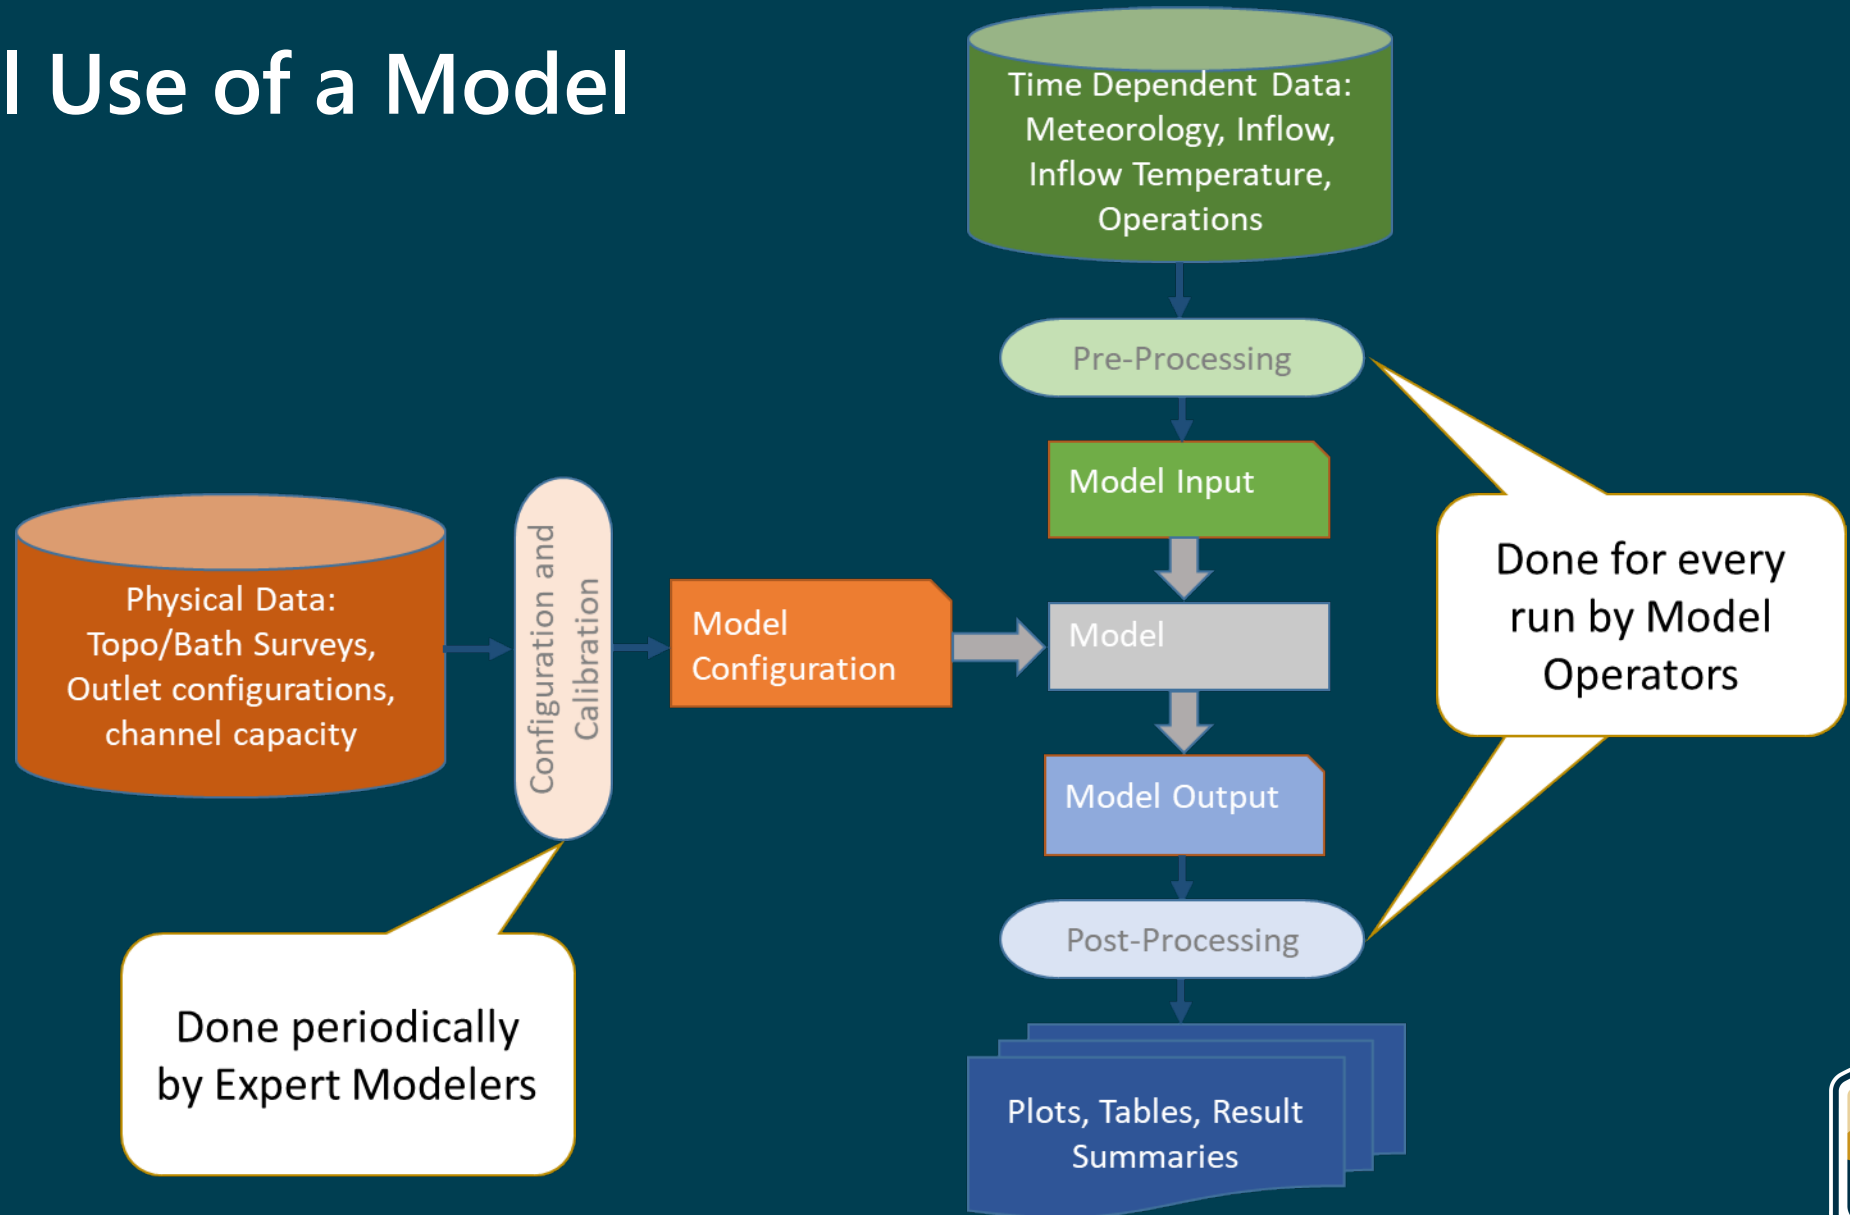 l Use of a Model
Time Dependent Data:
Meteorology, Inflow,
Inflow Temperature,
Operations
Pre-Processing
Model Input
Done for every
run by Model
Operators
Physical Data:
Topo/Bath Surveys,
Outlet configurations,
channel capacity
Configuration and
Calibration
Model
Configuration
Model
Model Output
Post-Processing
Done periodically
by Expert Modelers
Plots, Tables, Result
Summaries